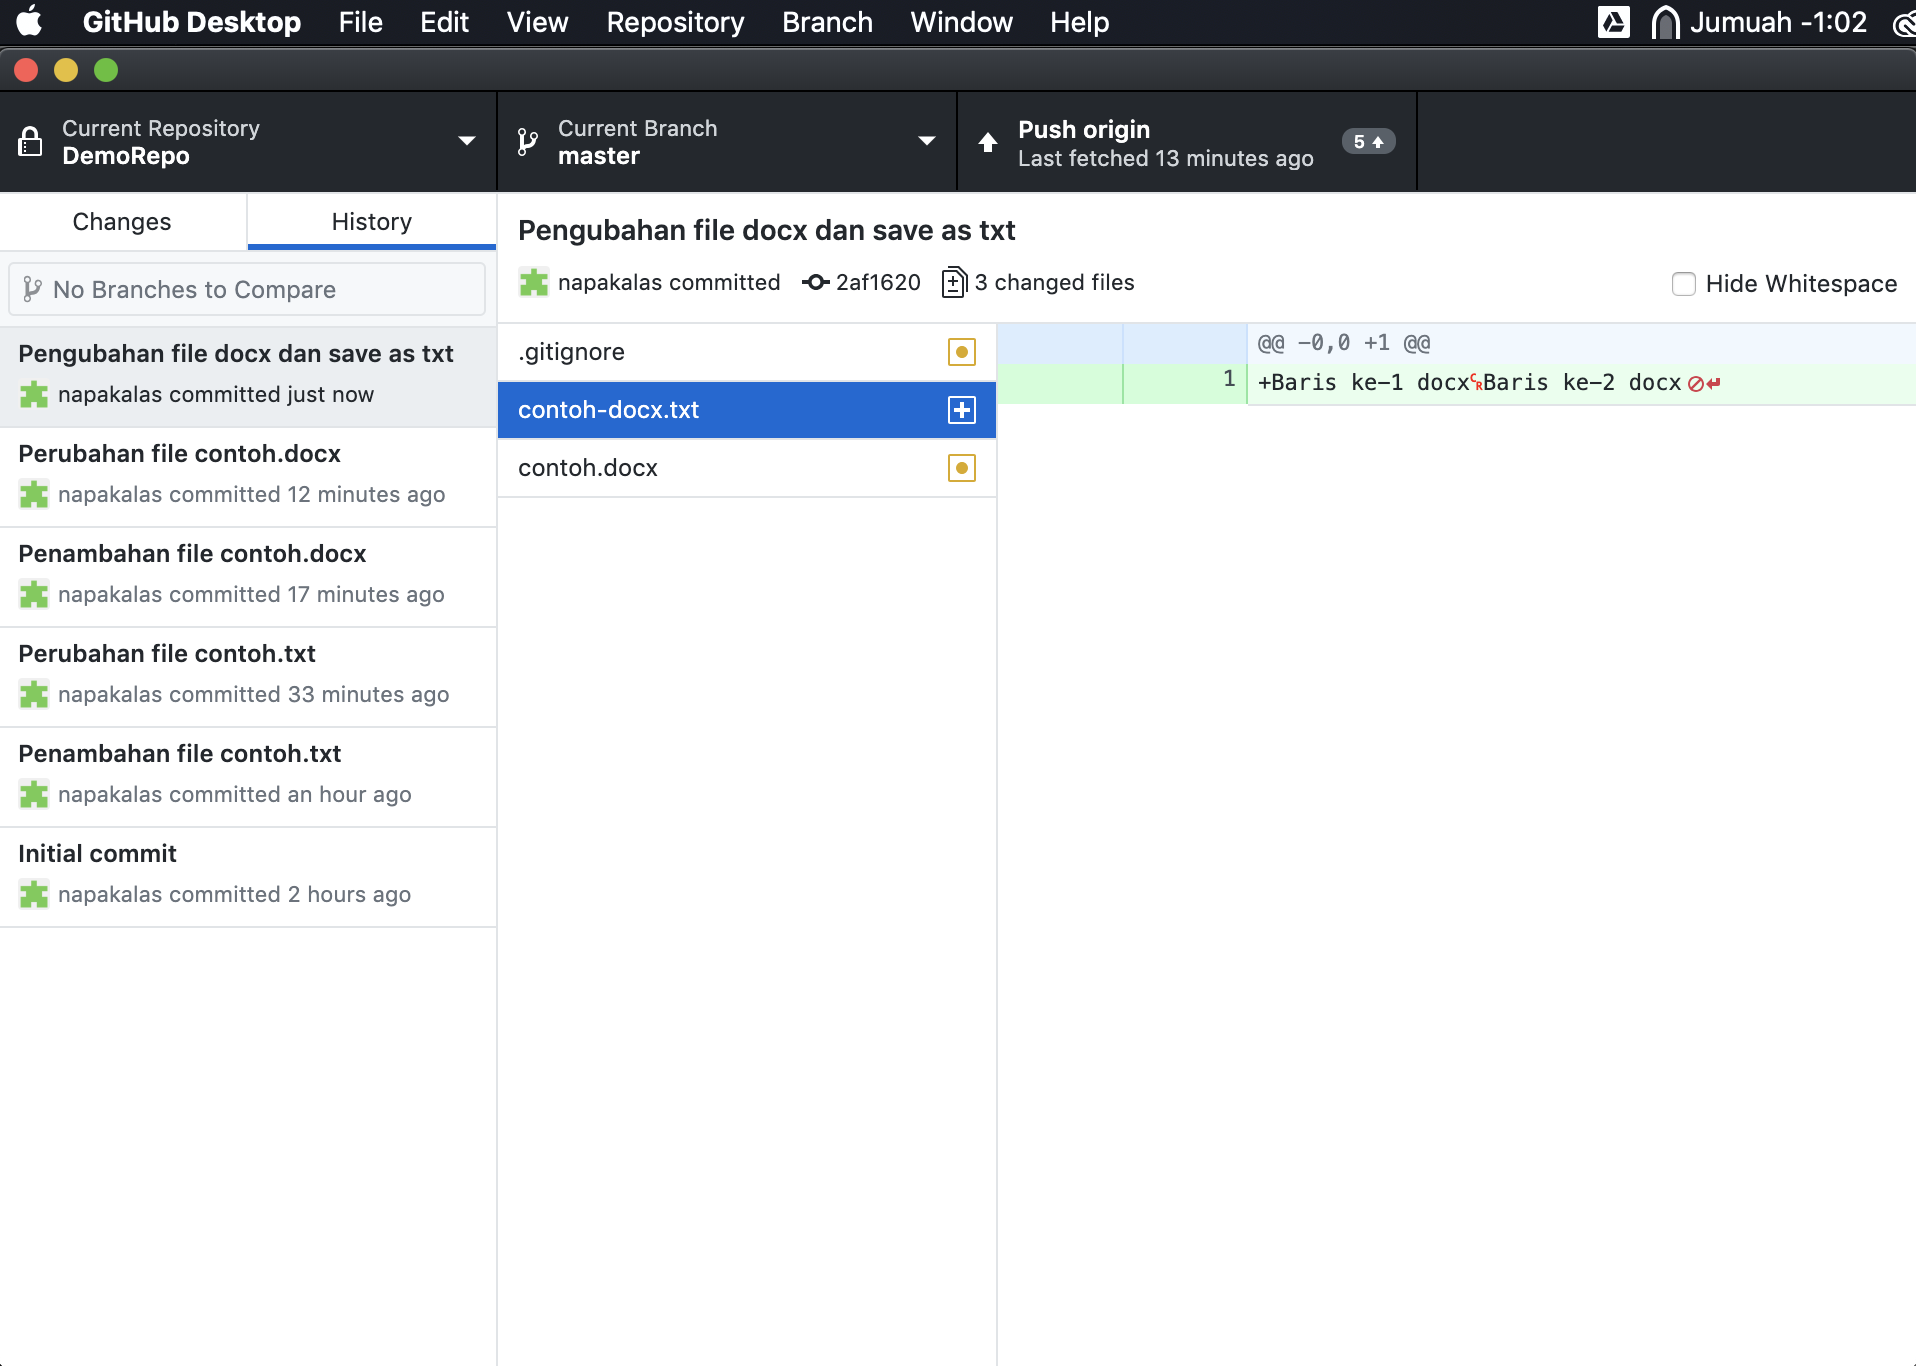 GitHub Desktop File Edit View Repository Branch Window Help Jumuah -1:02
Current Repository
DemoRepo
Current Branch
master
Push origin
Last fetched 13 minutes ago
5
Changes
History
No Branches to Compare
Pengubahan file docx dan save as txt
napakalas committed just now
Perubahan file contoh.docx
napakalas committed 12 minutes ago
Penambahan file contoh.docx
napakalas committed 17 minutes ago
Perubahan file contoh.txt
napakalas committed 33 minutes ago
Penambahan file contoh.txt
napakalas committed an hour ago
Initial commit
napakalas committed 2 hours ago
Pengubahan file docx dan save as txt
napakalas committed 2af1620 3 changed files
Hide Whitespace
.gitignore
contoh-docx.txt
contoh.docx
@@ -0,0 +1 @@
1 +Baris ke-1 docx␍Baris ke-2 docx